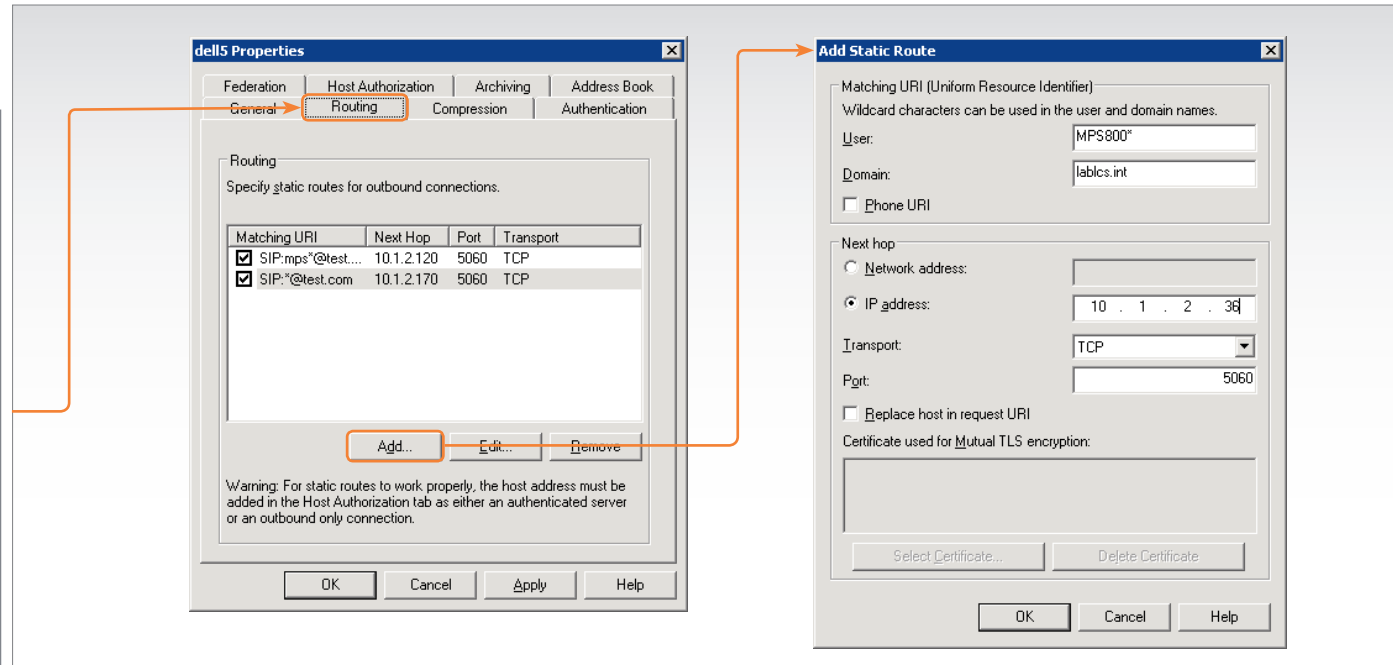 dell5 Properties
Federation
Host Authorization
Archiving
Address Book
General
Routing
Compression
Authentication
Routing
Specify static routes for outbound connections.
Matching URI Next Hop Port Transport
SIP:mps*@test.... 10.1.2.120 5060 TCP
SIP:*@test.com 10.1.2.170 5060 TCP
Add...
Edit...
Remove
Warning: For static routes to work properly, the host address must be
added in the Host Authorization tab as either an authenticated server
or an outbound only connection.
OK
Cancel
Apply
Help
Add Static Route
Matching URI (Uniform Resource Identifier)
Wildcard characters can be used in the user and domain names.
User: MPS800*
Domain: lablcs.int
Phone URI
Next hop
Network address:
IP address: 10 . 1 . 2 . 36
Transport: TCP
Port: 5060
Replace host in request URI
Certificate used for Mutual TLS encryption:
Select Certificate...
Delete Certificate
OK
Cancel
Help